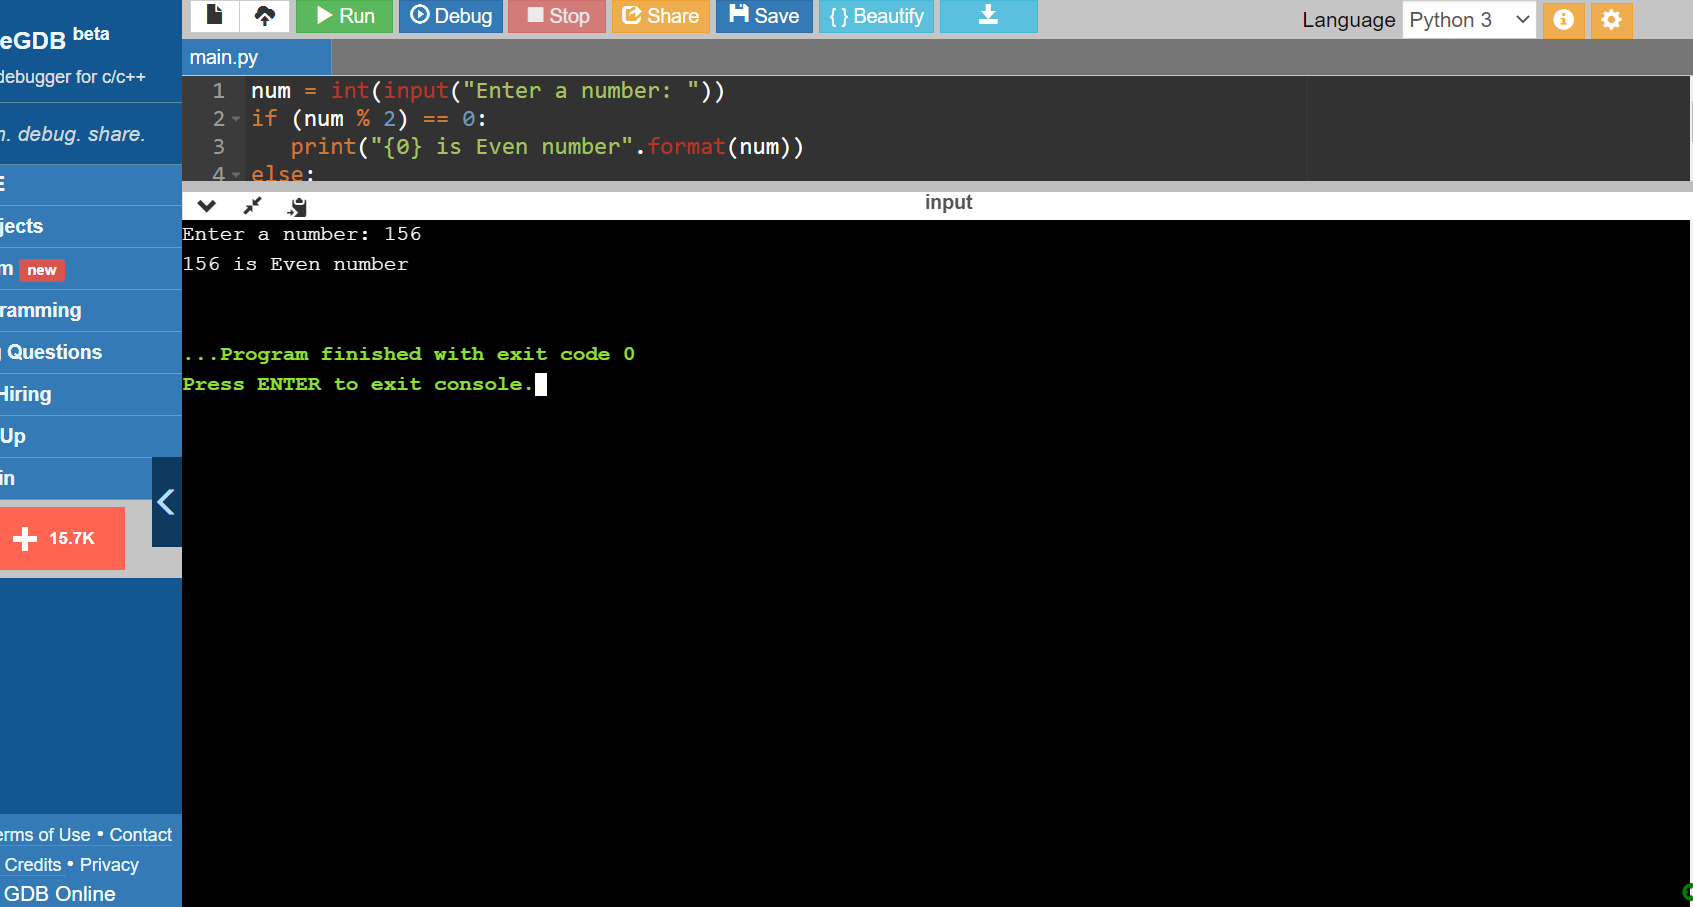 eGDB beta
debugger for c/c++
n. debug. share.
jects
m new
ramming
Questions
Hiring
Up
in
15.7K
erms of Use • Contact
Credits • Privacy
GDB Online
Run Debug Stop Share Save {} Beautify
Language Python 3
main.py
1 num = int(input("Enter a number: "))
2 if (num % 2) == 0:
3 print("{0} is Even number".format(num))
4 else:
input
Enter a number: 156
156 is Even number
...Program finished with exit code 0
Press ENTER to exit console.